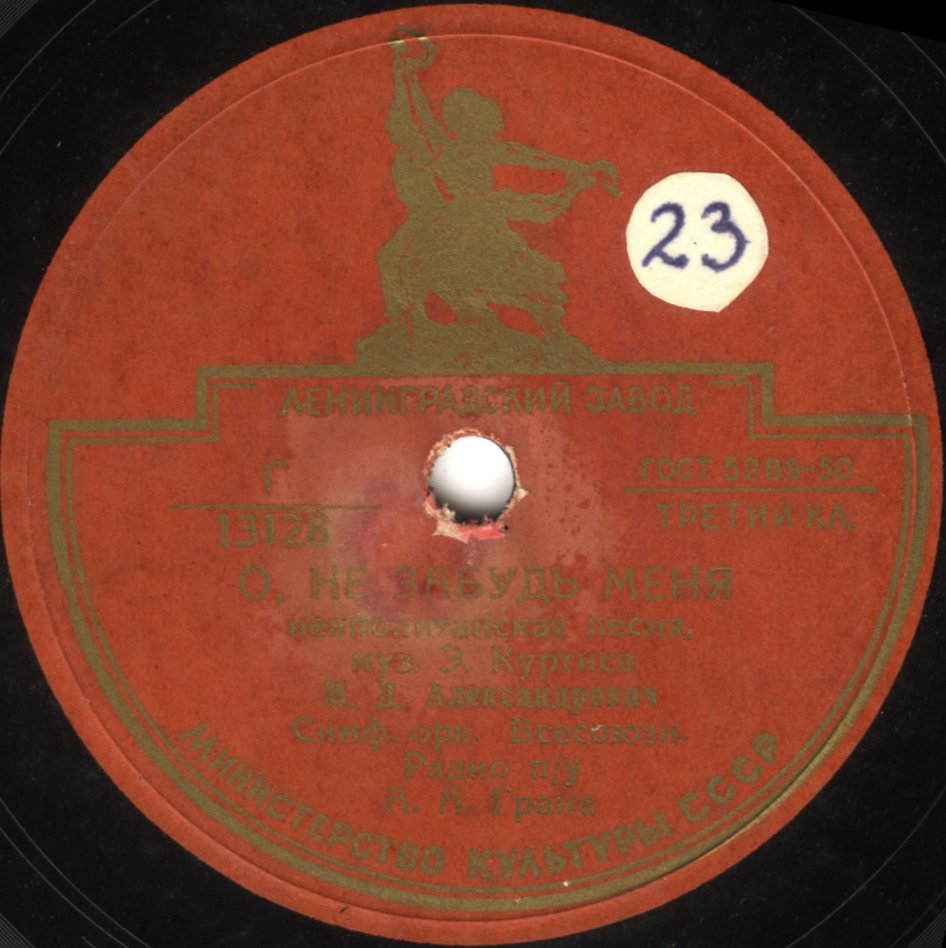 23
ЛЕНИНГРАДСКИЙ ЗАВОД
Г
13128
ГОСТ 5289-50
ТРЕТИЙ КЛ.
О, НЕ ЗАБУДЬ МЕНЯ
неаполитанская песня,
муз. Э. Куртиса
М. Д. Александрович
Симф. орк. Всесоюзн.
Радио п/у
А. А. Грайн
МИНИСТЕРСТВО КУЛЬТУРЫ СССР